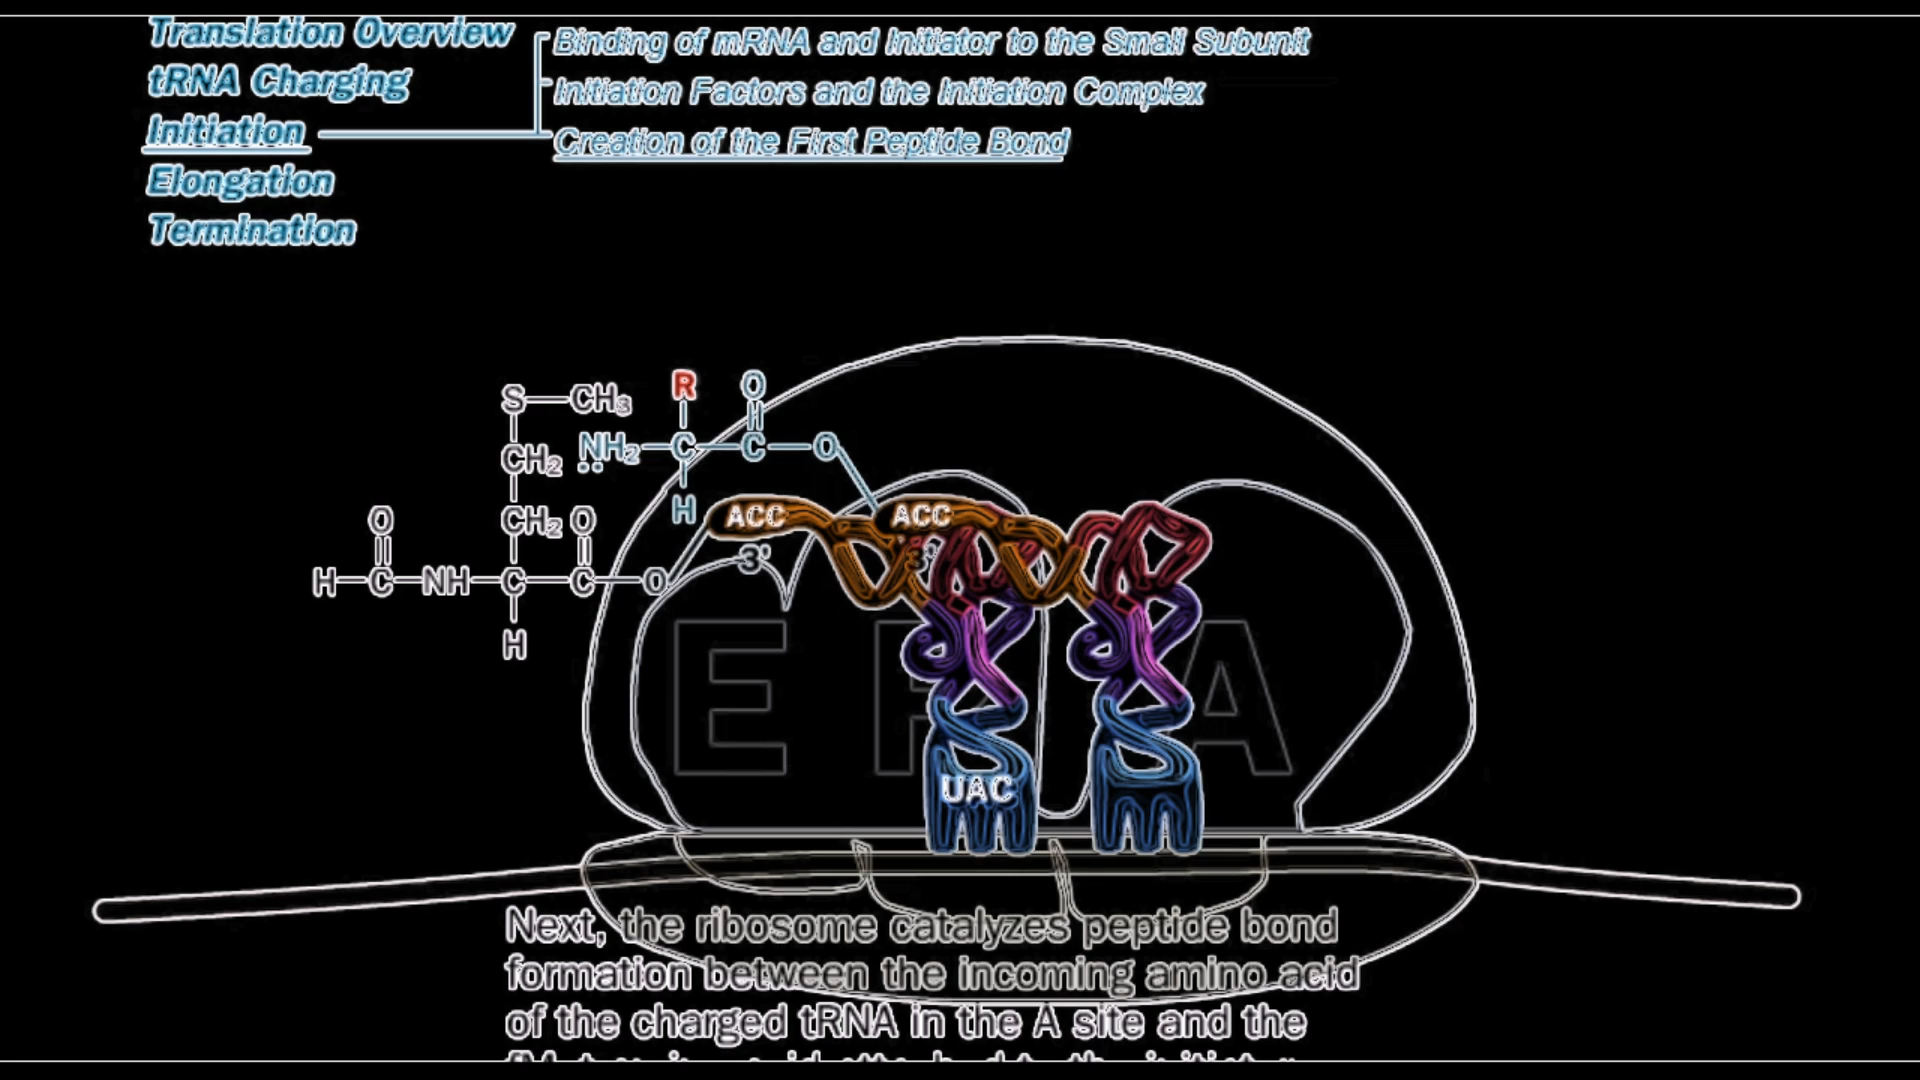 Translation Overview
tRNA Charging
Initiation
Elongation
Termination
Binding of mRNA and Initiator to the Small Subunit
Initiation Factors and the Initiation Complex
Creation of the First Peptide Bond
S CH3
CH2
CH2 O
O
H C NH C C O
H
R O
NH2 C C O
H
ACC ACC
3' 3'
E P A
UAC
Next, the ribosome catalyzes peptide bond
formation between the incoming amino acid
of the charged tRNA in the A site and the